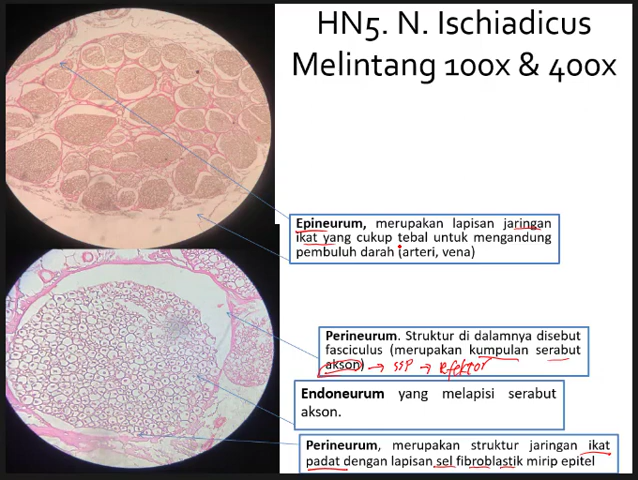 HN5. N. Ischiadicus
Melintang 100x & 400x
Epineurum, merupakan lapisan jaringan
ikat yang cukup tebal untuk mengandung
pembuluh darah (arteri, vena)
Perineurum. Struktur di dalamnya disebut
fasciculus (merupakan kumpulan serabut
akson) → SSP → Efektor
Endoneurum yang melapisi serabut
akson.
Perineurum, merupakan struktur jaringan ikat
padat dengan lapisan sel fibroblastik mirip epitel